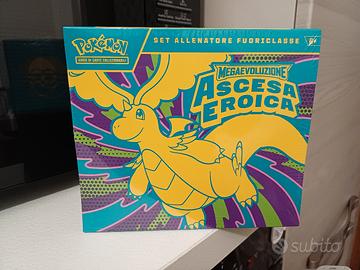 POKÉMON
GIOCO DI CARTE COLLEZIONABILI
SET ALLENATORE FUORICLASSE
MEGAEVOLUZIONE
ASCESA
EROICA
subito